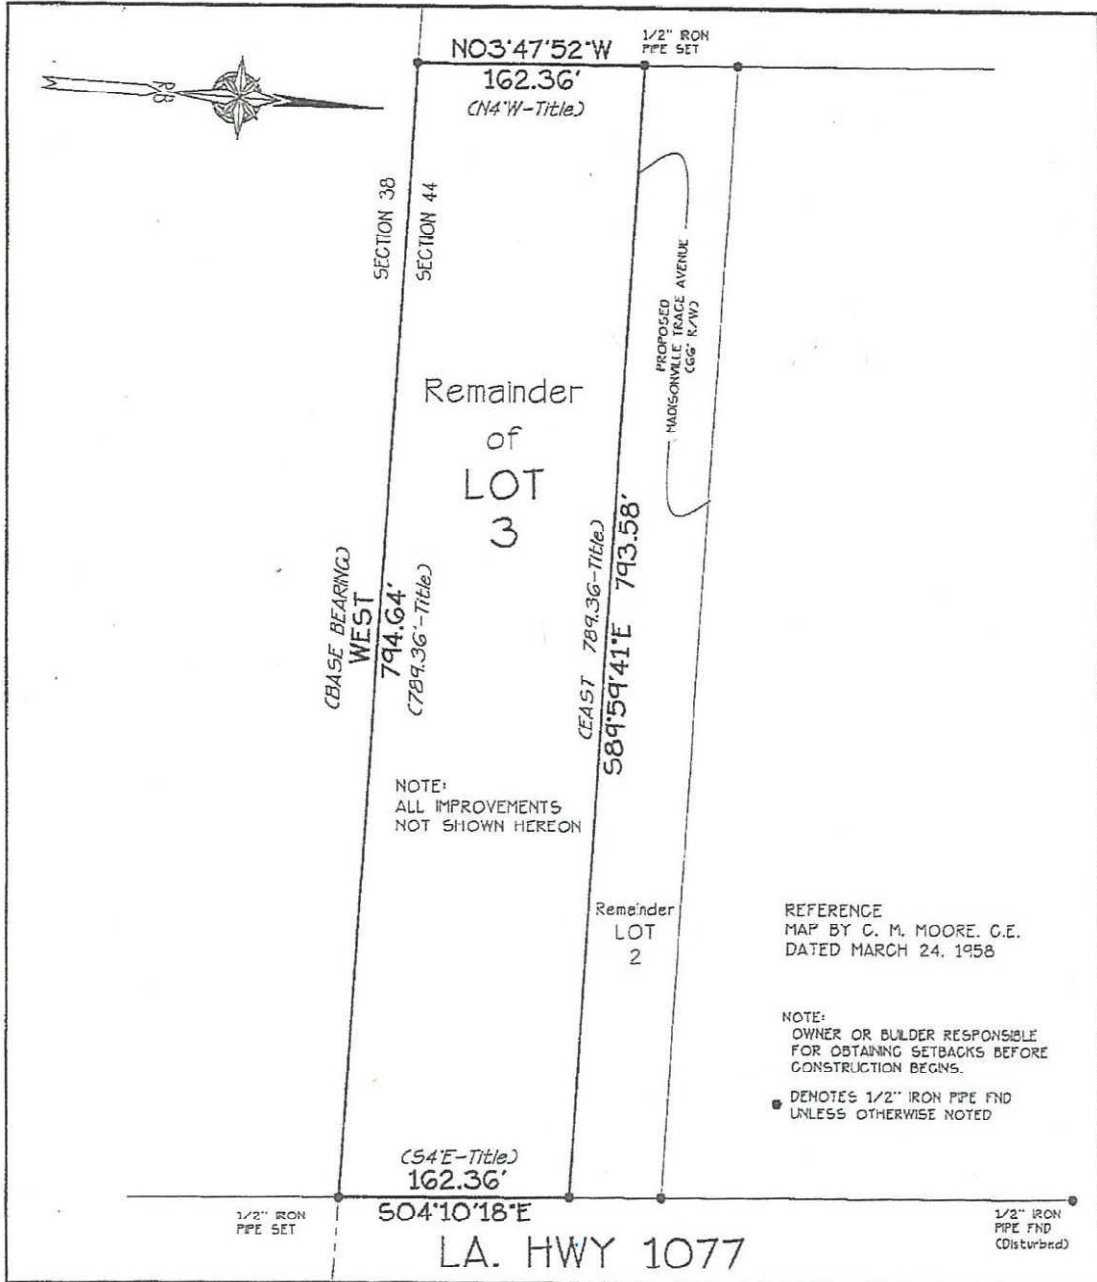 N03°47'52"W
162.36'
(N4°W-Title)
1/2" IRON
PIPE SET
SECTION 38
SECTION 44
PROPOSED
MADISONVILLE TRACE AVENUE
(66' R/W)
Remainder
of
LOT
3
(BASE BEARING)
WEST
794.64'
(789.36'-Title)
(EAST 789.36-Title)
S89°59'41"E 793.58'
NOTE:
ALL IMPROVEMENTS
NOT SHOWN HEREON
Remainder
LOT
2
REFERENCE
MAP BY C. M. MOORE. C.E.
DATED MARCH 24. 1958
NOTE:
OWNER OR BUILDER RESPONSIBLE
FOR OBTAINING SETBACKS BEFORE
CONSTRUCTION BEGINS.
DENOTES 1/2" IRON PIPE FND
UNLESS OTHERWISE NOTED
(S4°E-Title)
162.36'
S04°10'18"E
1/2" IRON
PIPE SET
LA. HWY 1077
1/2" IRON
PIPE FND
(Disturbed)